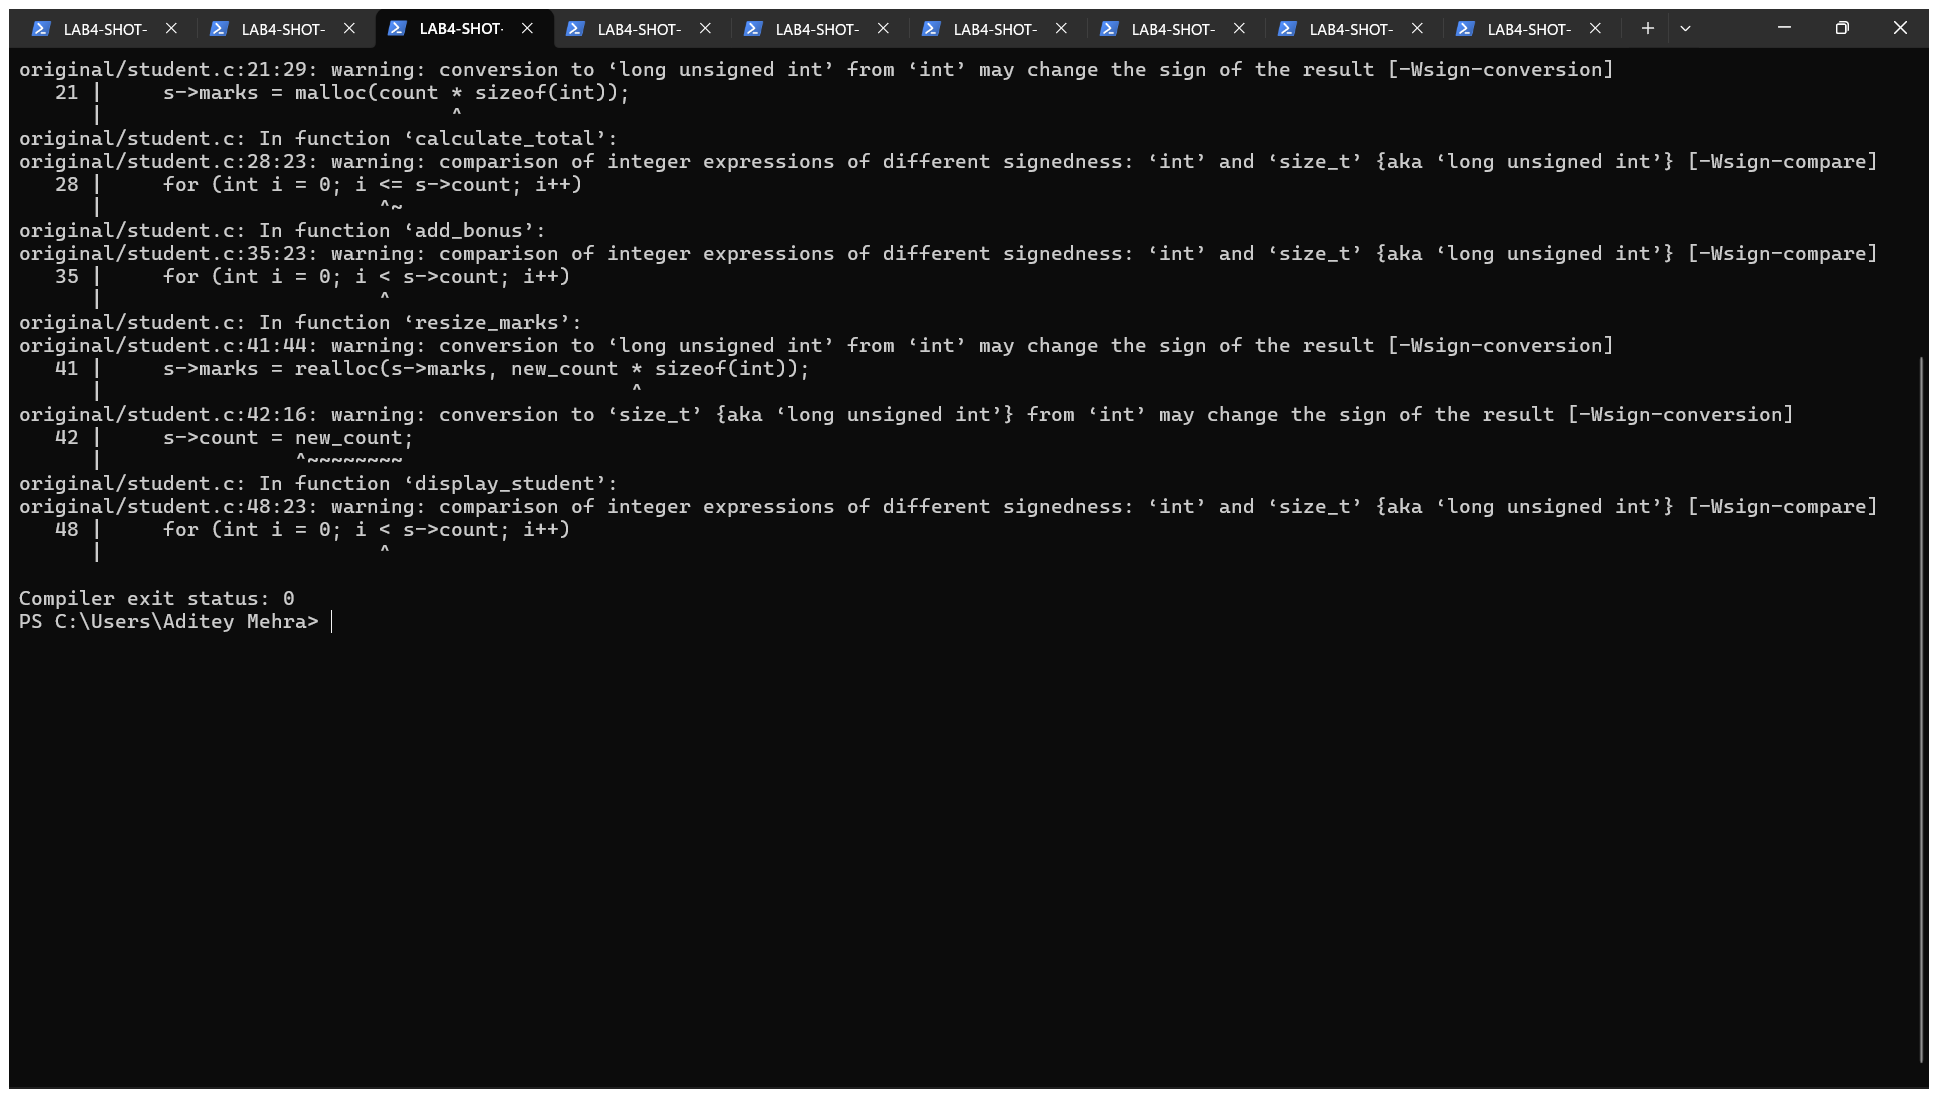 LAB4-SHOT- LAB4-SHOT- LAB4-SHOT- LAB4-SHOT- LAB4-SHOT- LAB4-SHOT- LAB4-SHOT- LAB4-SHOT- LAB4-SHOT-
original/student.c:21:29: warning: conversion to ‘long unsigned int’ from ‘int’ may change the sign of the result [-Wsign-conversion]
   21 |     s->marks = malloc(count * sizeof(int));
      |                             ^
original/student.c: In function ‘calculate_total’:
original/student.c:28:23: warning: comparison of integer expressions of different signedness: ‘int’ and ‘size_t’ {aka ‘long unsigned int’} [-Wsign-compare]
   28 |     for (int i = 0; i <= s->count; i++)
      |                       ^~
original/student.c: In function ‘add_bonus’:
original/student.c:35:23: warning: comparison of integer expressions of different signedness: ‘int’ and ‘size_t’ {aka ‘long unsigned int’} [-Wsign-compare]
   35 |     for (int i = 0; i < s->count; i++)
      |                       ^
original/student.c: In function ‘resize_marks’:
original/student.c:41:44: warning: conversion to ‘long unsigned int’ from ‘int’ may change the sign of the result [-Wsign-conversion]
   41 |     s->marks = realloc(s->marks, new_count * sizeof(int));
      |                                            ^
original/student.c:42:16: warning: conversion to ‘size_t’ {aka ‘long unsigned int’} from ‘int’ may change the sign of the result [-Wsign-conversion]
   42 |     s->count = new_count;
      |                ^~~~~~~~~
original/student.c: In function ‘display_student’:
original/student.c:48:23: warning: comparison of integer expressions of different signedness: ‘int’ and ‘size_t’ {aka ‘long unsigned int’} [-Wsign-compare]
   48 |     for (int i = 0; i < s->count; i++)
      |                       ^
Compiler exit status: 0
PS C:\Users\Aditey Mehra>